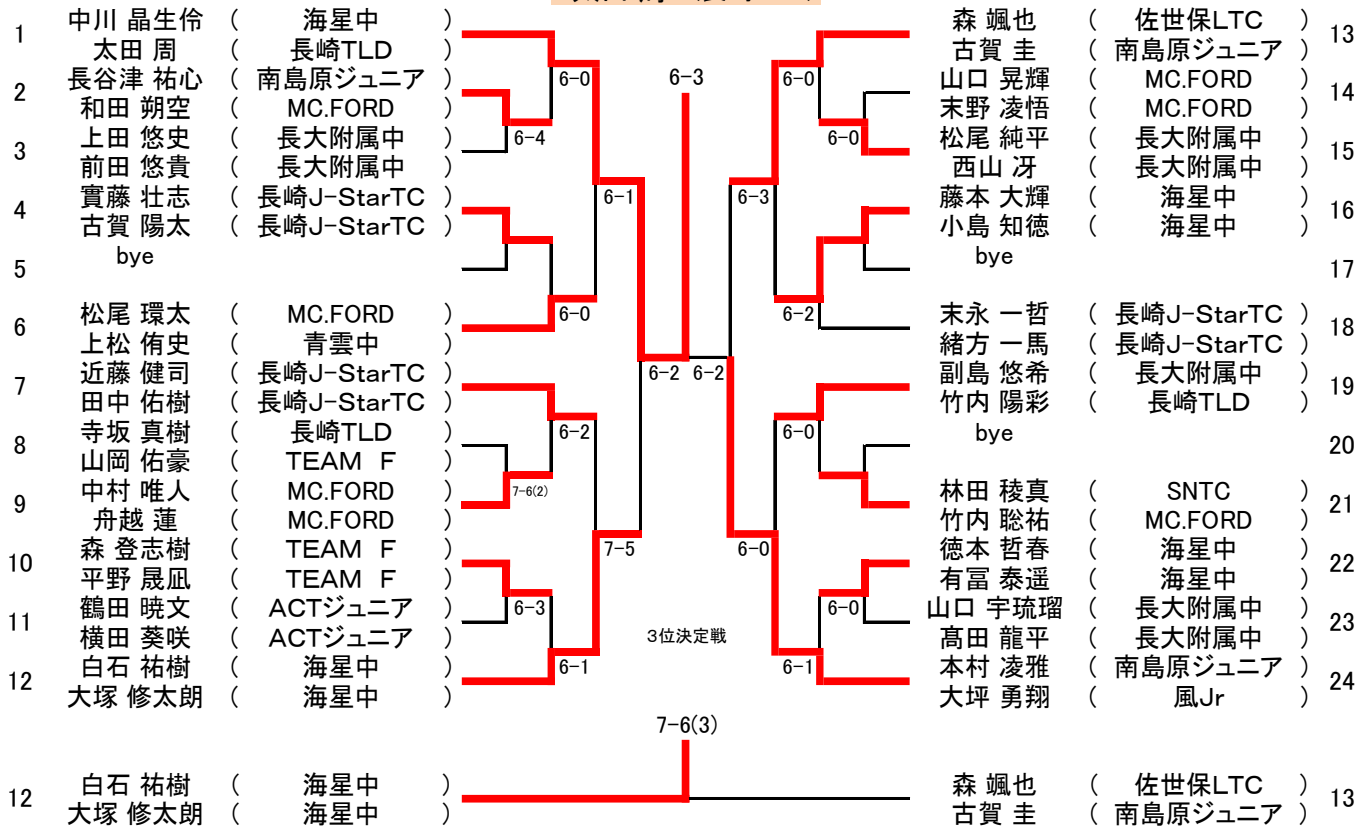 1 中川 晶生伶 ( 海星中 )
太田 周 ( 長崎TLD )
2 長谷津 祐心 ( 南島原ジュニア )
和田 朔空 ( MC.FORD )
3 上田 悠史 ( 長大附属中 )
前田 悠貴 ( 長大附属中 )
4 實藤 壮志 ( 長崎J-StarTC )
古賀 陽太 ( 長崎J-StarTC )
5 bye
6 松尾 環太 ( MC.FORD )
上松 侑史 ( 青雲中 )
7 近藤 健司 ( 長崎J-StarTC )
田中 佑樹 ( 長崎J-StarTC )
8 寺坂 真樹 ( 長崎TLD )
山岡 佑豪 ( TEAM F )
9 中村 唯人 ( MC.FORD )
舟越 蓮 ( MC.FORD )
10 森 登志樹 ( TEAM F )
平野 晟凪 ( TEAM F )
11 鶴田 暁文 ( ACTジュニア )
横田 葵咲 ( ACTジュニア )
12 白石 祐樹 ( 海星中 )
大塚 修太朗 ( 海星中 )
6-4
6-3
7-6(2)
6-0
6-0
6-2
6-1
6-1
7-5
6-2
6-3
6-2
6-3
6-0
6-0
6-2
6-0
6-1
6-0
6-0
森 颯也 ( 佐世保LTC ) 13
古賀 圭 ( 南島原ジュニア )
山口 晃輝 ( MC.FORD ) 14
末野 凌悟 ( MC.FORD )
松尾 純平 ( 長大附属中 ) 15
西山 冴 ( 長大附属中 )
藤本 大輝 ( 海星中 ) 16
小島 知徳 ( 海星中 )
bye 17
末永 一哲 ( 長崎J-StarTC ) 18
緒方 一馬 ( 長崎J-StarTC )
副島 悠希 ( 長大附属中 ) 19
竹内 陽彩 ( 長崎TLD )
bye 20
林田 稜真 ( SNTC ) 21
竹内 聡祐 ( MC.FORD )
徳本 哲春 ( 海星中 ) 22
有冨 泰遥 ( 海星中 )
山口 宇琉瑠 ( 長大附属中 ) 23
髙田 龍平 ( 長大附属中 )
本村 凌雅 ( 南島原ジュニア ) 24
大坪 勇翔 ( 風Jr )
3位決定戦
7-6(3)
12 白石 祐樹 ( 海星中 )
大塚 修太朗 ( 海星中 )
森 颯也 ( 佐世保LTC ) 13
古賀 圭 ( 南島原ジュニア )